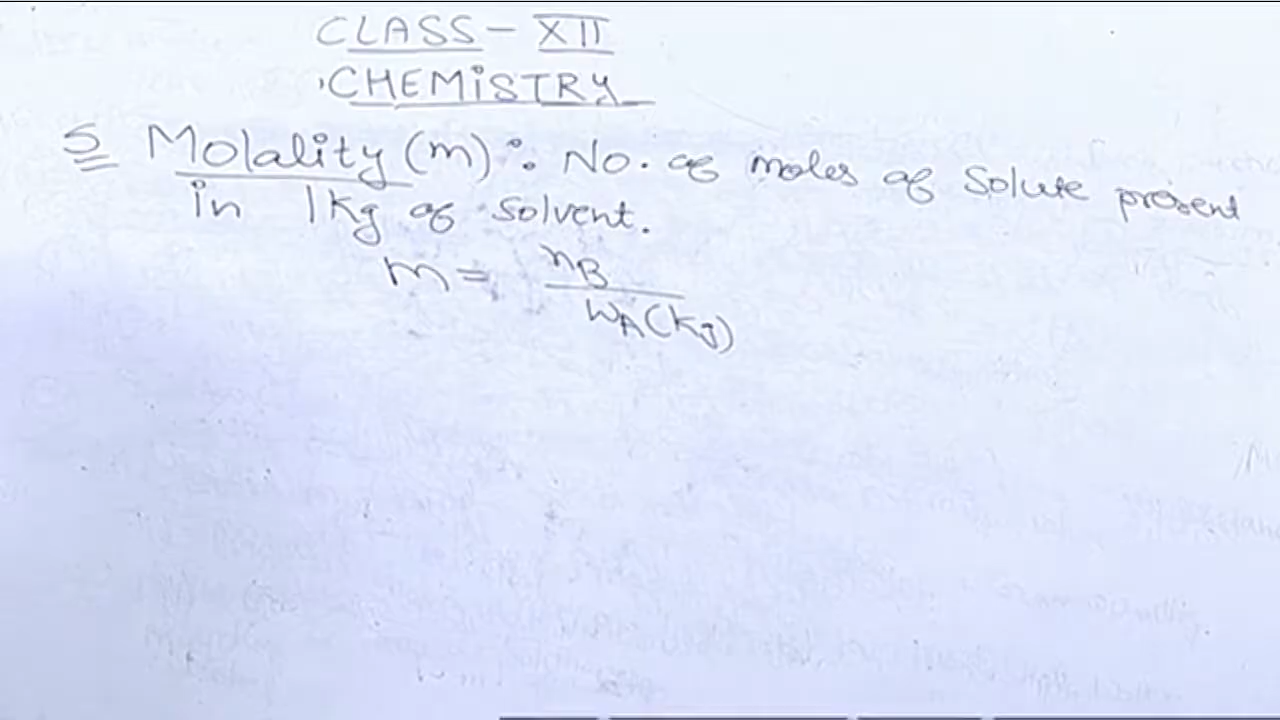 CLASS - XII
CHEMISTRY
5 Molality (m) : No. of moles of Solute present
in 1kg of solvent.
m = nB / WA(kg)